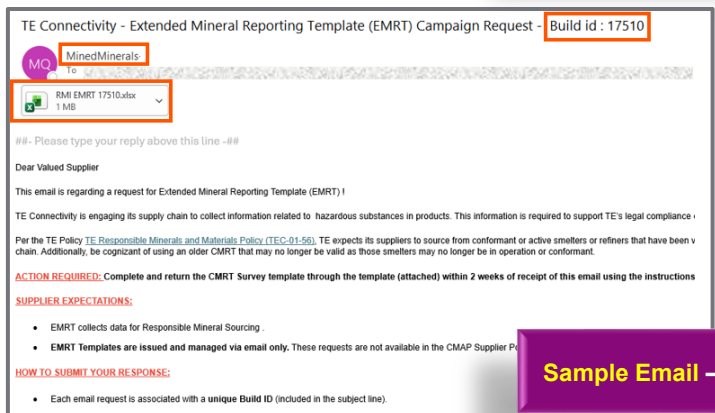 TE Connectivity - Extended Mineral Reporting Template (EMRT) Campaign Request - Build id : 17510
MQ
MinedMinerals
To
RMI EMRT 17510.xlsx
1 MB
##- Please type your reply above this line -##
Dear Valued Supplier
This email is regarding a request for Extended Mineral Reporting Template (EMRT) !
TE Connectivity is engaging its supply chain to collect information related to hazardous substances in products. This information is required to support TE's legal compliance
Per the TE Policy TE Responsible Minerals and Materials Policy (TEC-01-56), TE expects its suppliers to source from conformant or active smelters or refiners that have been
chain. Additionally, be cognizant of using an older CMRT that may no longer be valid as those smelters may no longer be in operation or conformant.
ACTION REQUIRED: Complete and return the CMRT Survey template through the template (attached) within 2 weeks of receipt of this email using the instructions
SUPPLIER EXPECTATIONS:
• EMRT collects data for Responsible Mineral Sourcing .
• EMRT Templates are issued and managed via email only. These requests are not available in the CMAP Supplier
HOW TO SUBMIT YOUR RESPONSE:
• Each email request is associated with a unique Build ID (included in the subject line).
Sample Email –